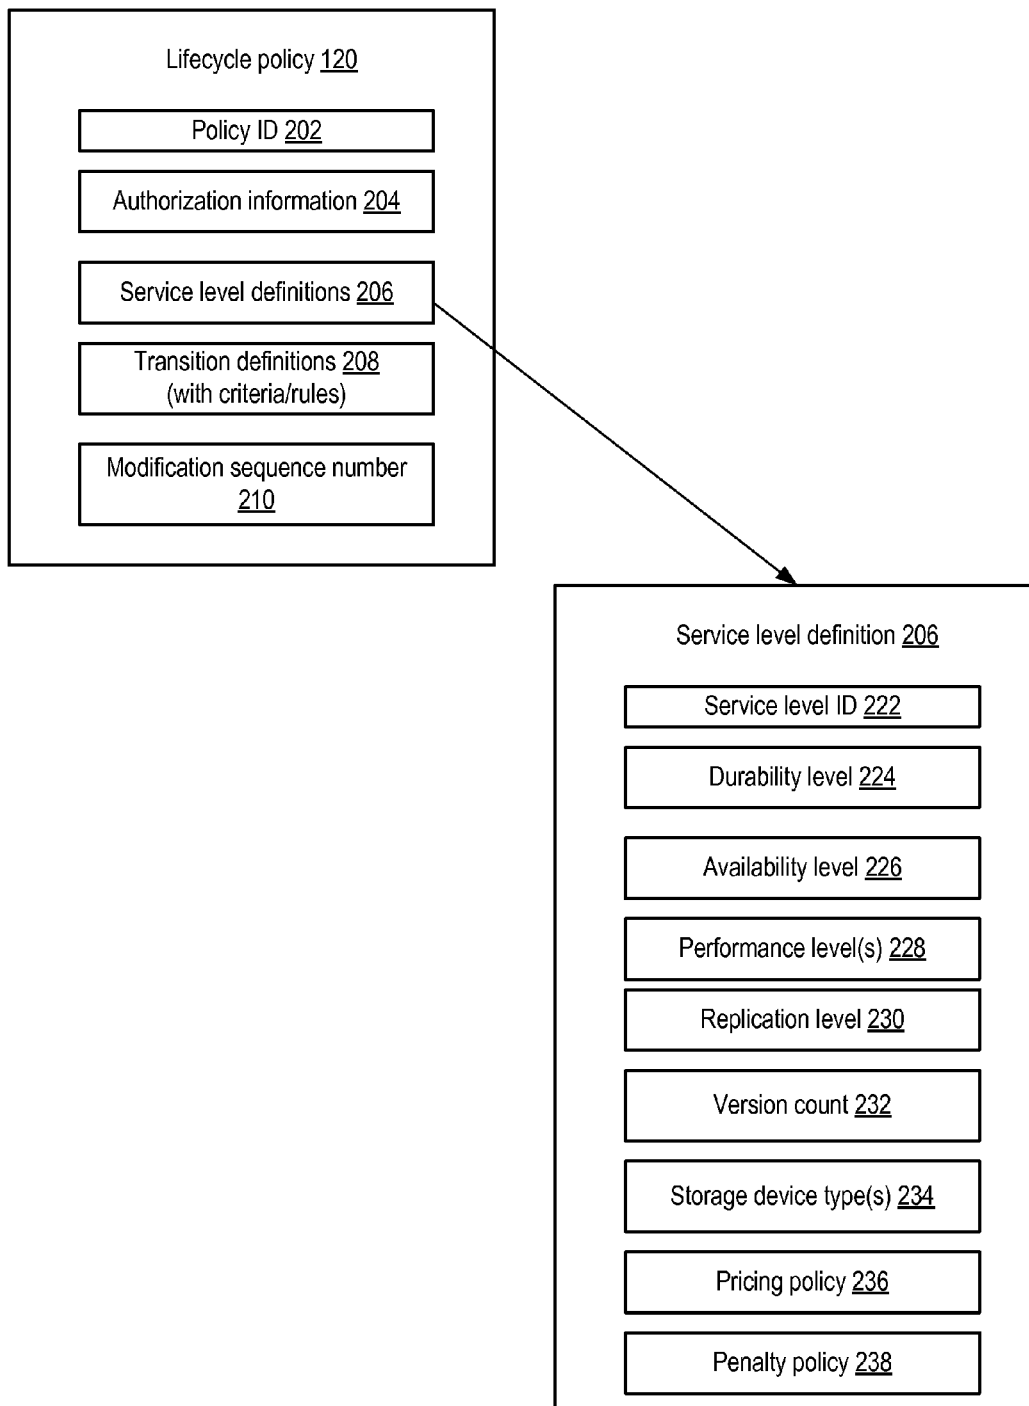 Lifecycle policy 120
Policy ID 202
Authorization information 204
Service level definitions 206
Transition definitions 208
(with criteria/rules)
Modification sequence number
210
Service level definition 206
Service level ID 222
Durability level 224
Availability level 226
Performance level(s) 228
Replication level 230
Version count 232
Storage device type(s) 234
Pricing policy 236
Penalty policy 238